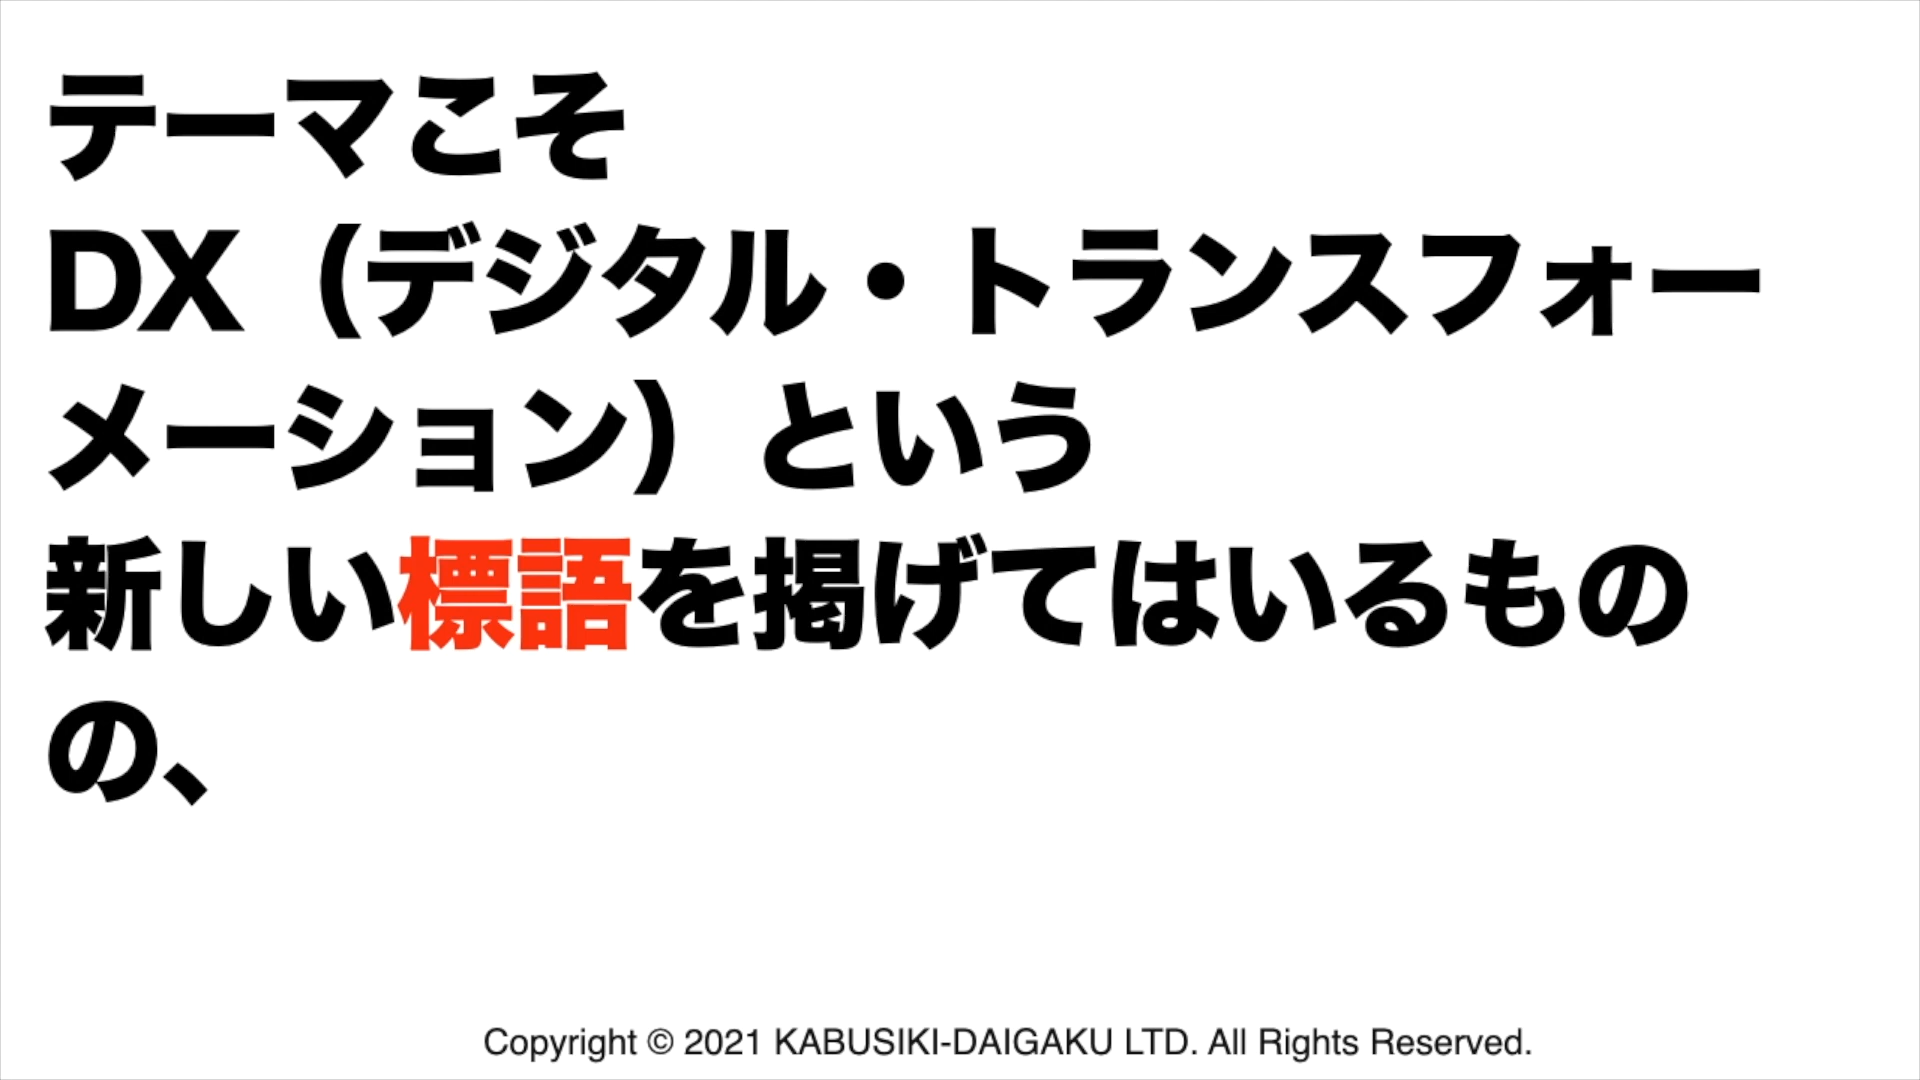 テーマこそ
DX（デジタル・トランスフォー
メーション）という
新しい標語を掲げてはいるもの
の、
Copyright © 2021 KABUSIKI-DAIGAKU LTD. All Rights Reserved.